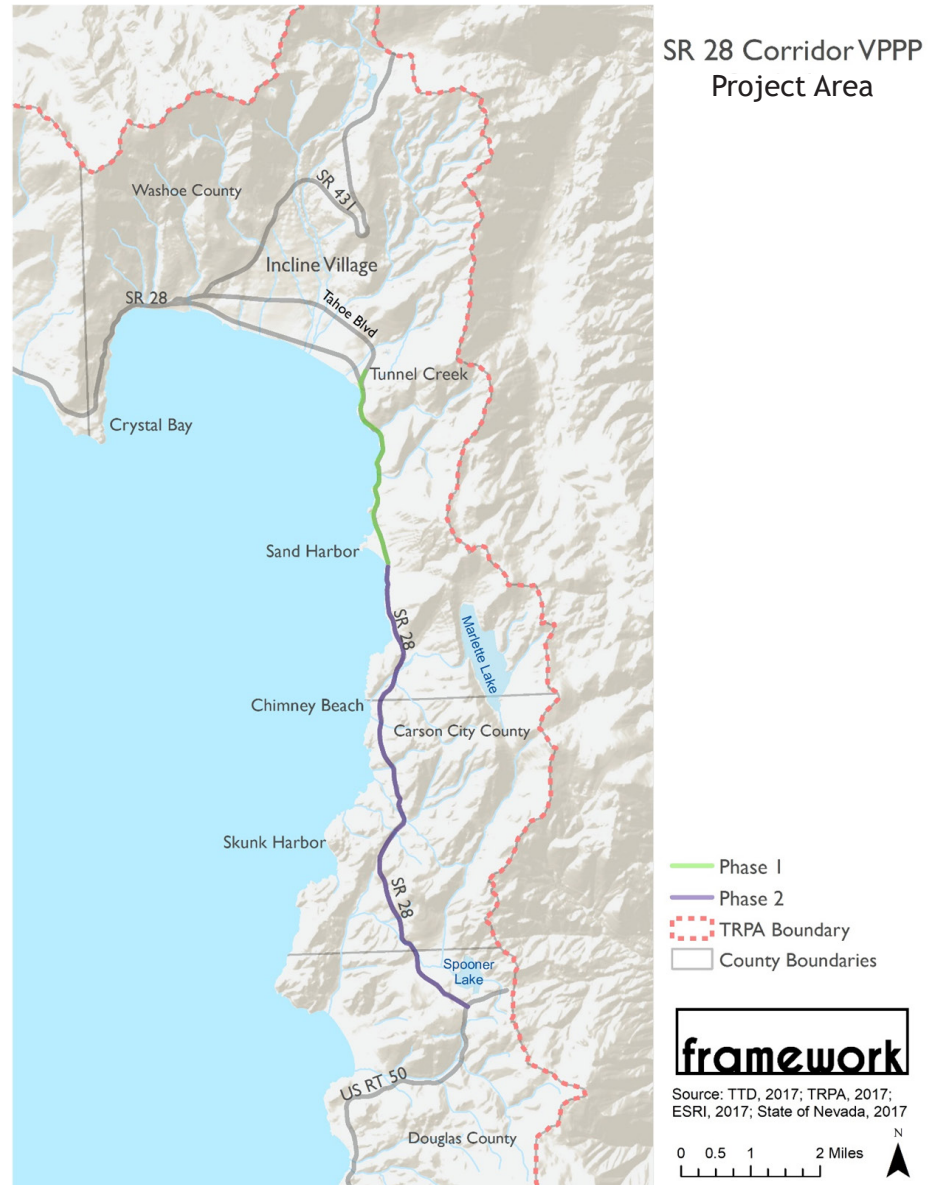 SR 28 Corridor VPPP
Project Area
Washoe County
SR 431
Incline Village
SR 28
Tahoe Blvd
Tunnel Creek
Crystal Bay
Sand Harbor
SR 28
Marlette Lake
Chimney Beach
Carson City County
Skunk Harbor
SR 28
Spooner
Lake
US RT 50
Douglas County
Phase 1
Phase 2
TRPA Boundary
County Boundaries
framework
Source: TTD, 2017; TRPA, 2017;
ESRI, 2017; State of Nevada, 2017
N
0 0.5 1 2 Miles